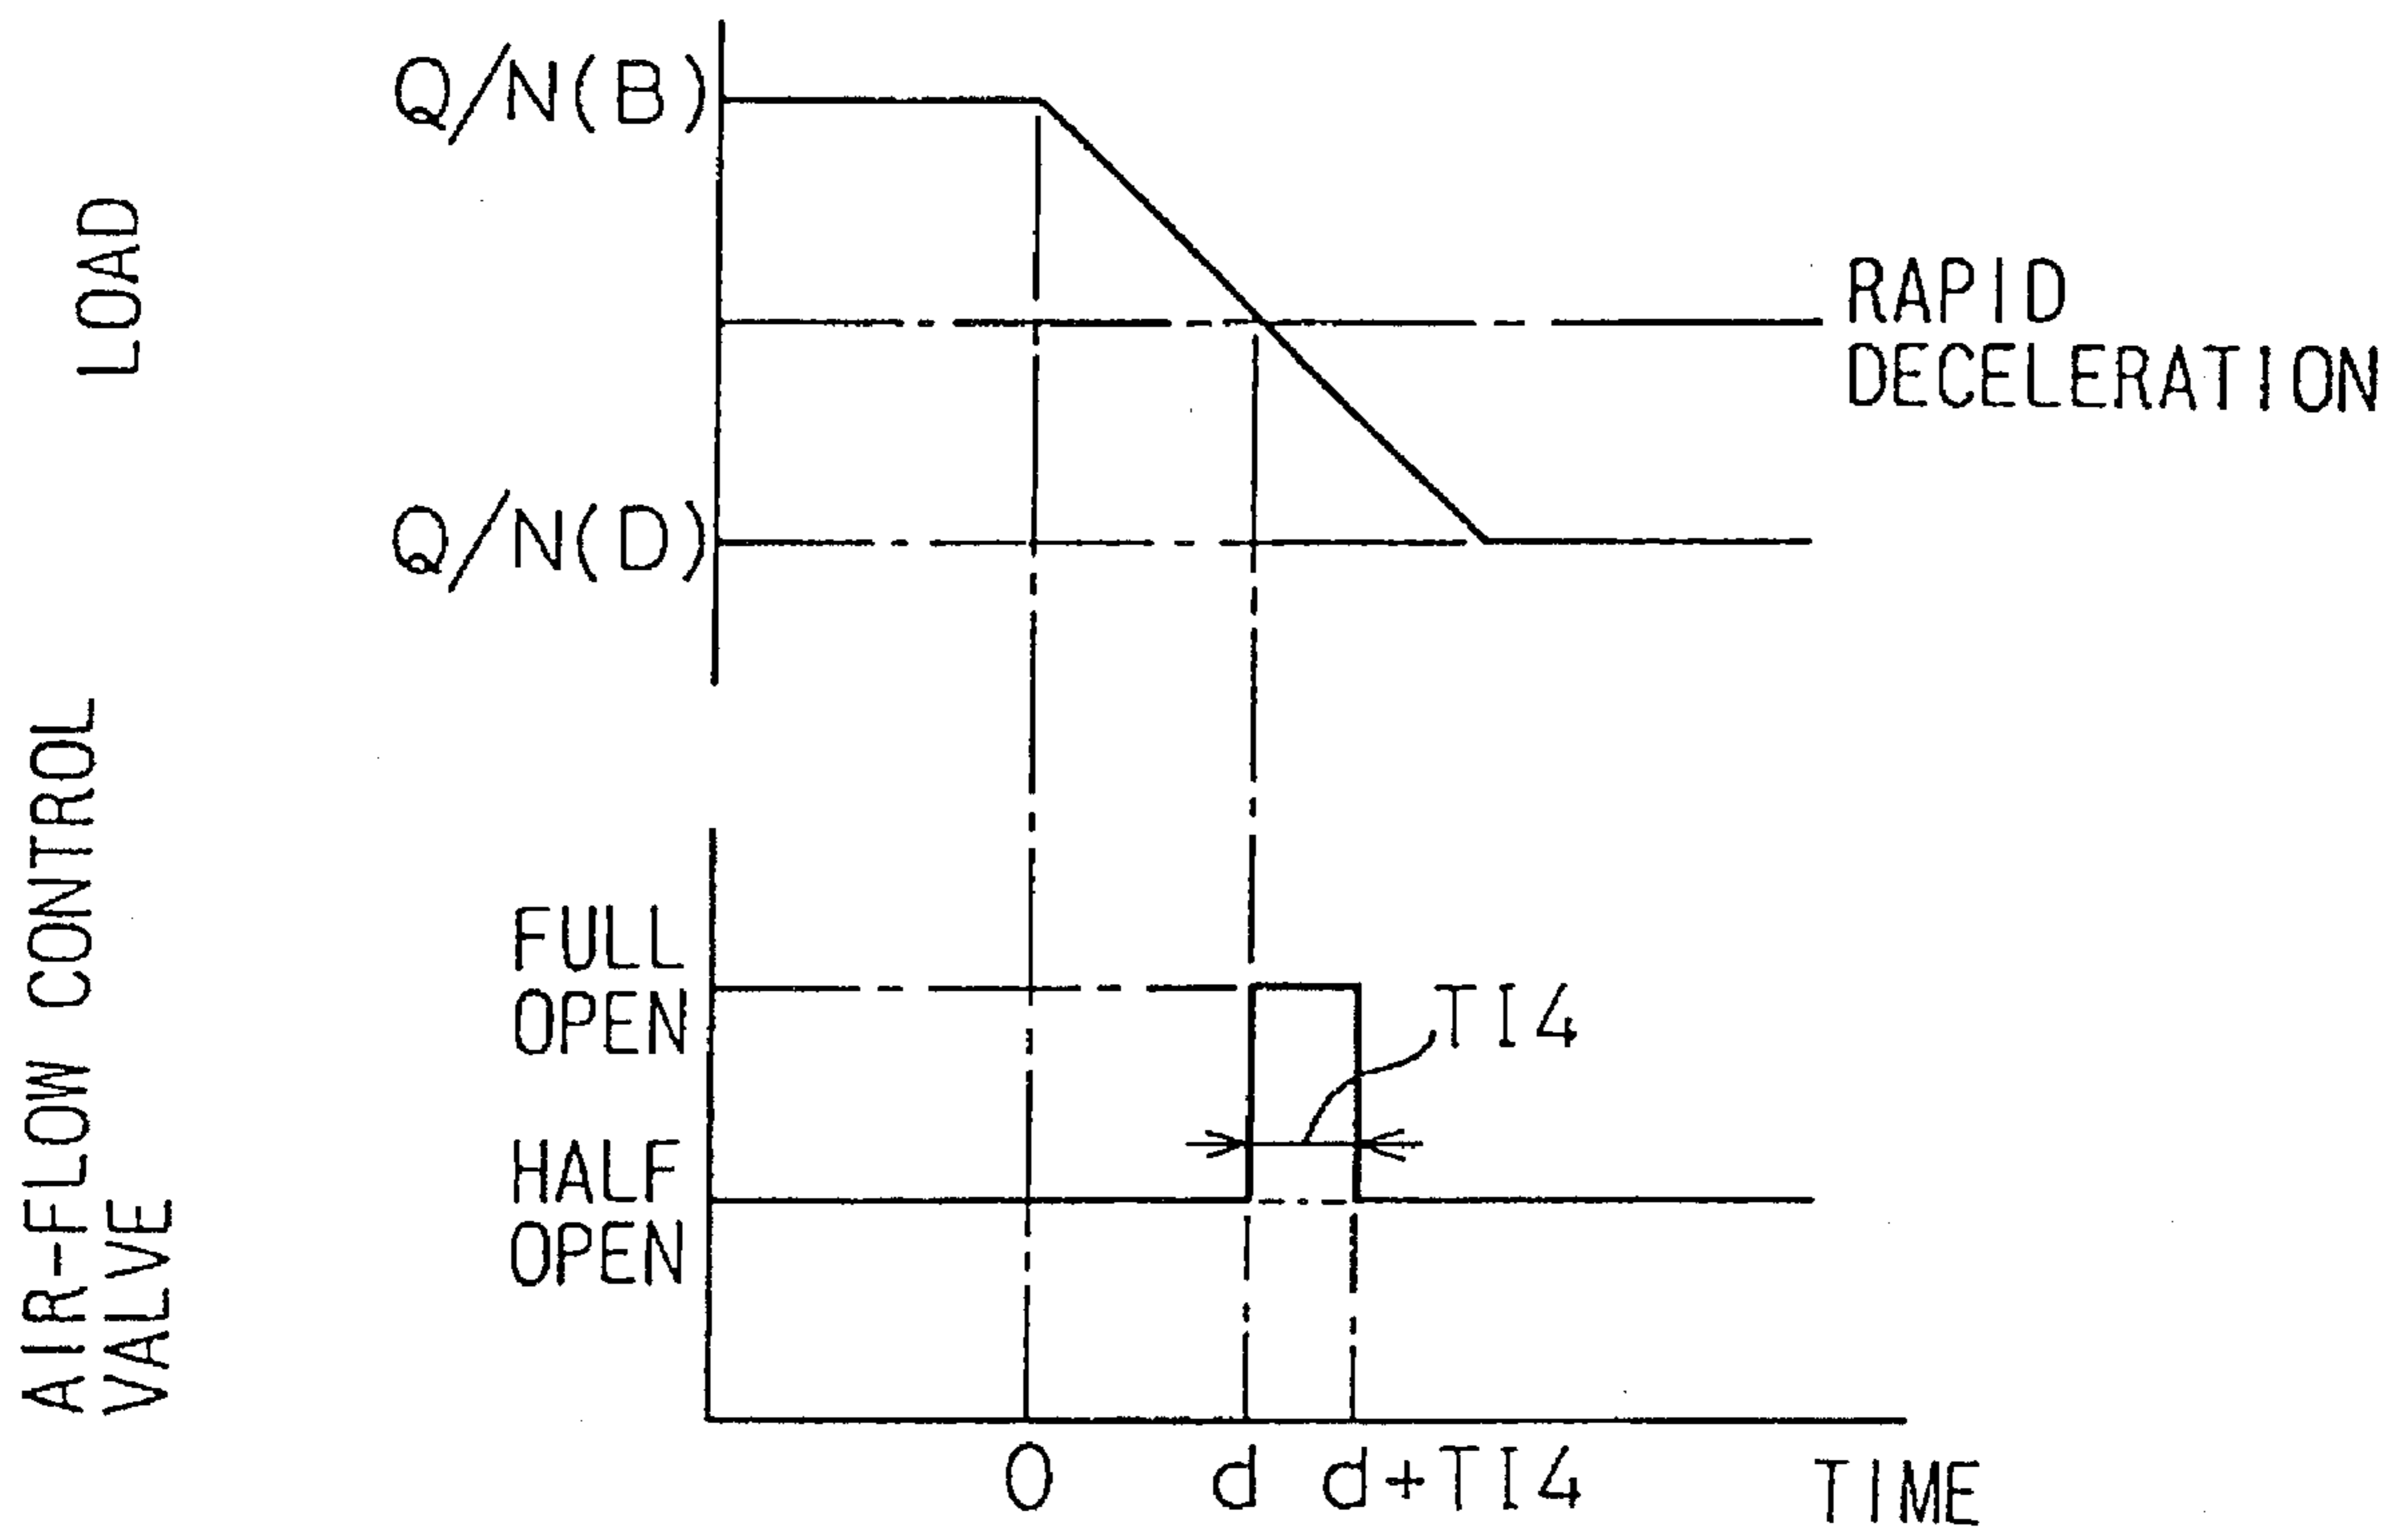 LOAD
Q/N(B)
RAPID
DECELERATION
Q/N(D)
AIR-FLOW CONTROL
VALVE
FULL
OPEN
TI4
HALF
OPEN
0
d
d+TI4
TIME